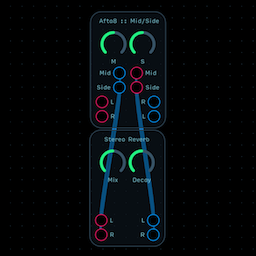 AftoB :: Mid/Side
M S
Mid Mid
Side Side
L R
R L
Stereo Reverb
Mix Decay
L L
R R